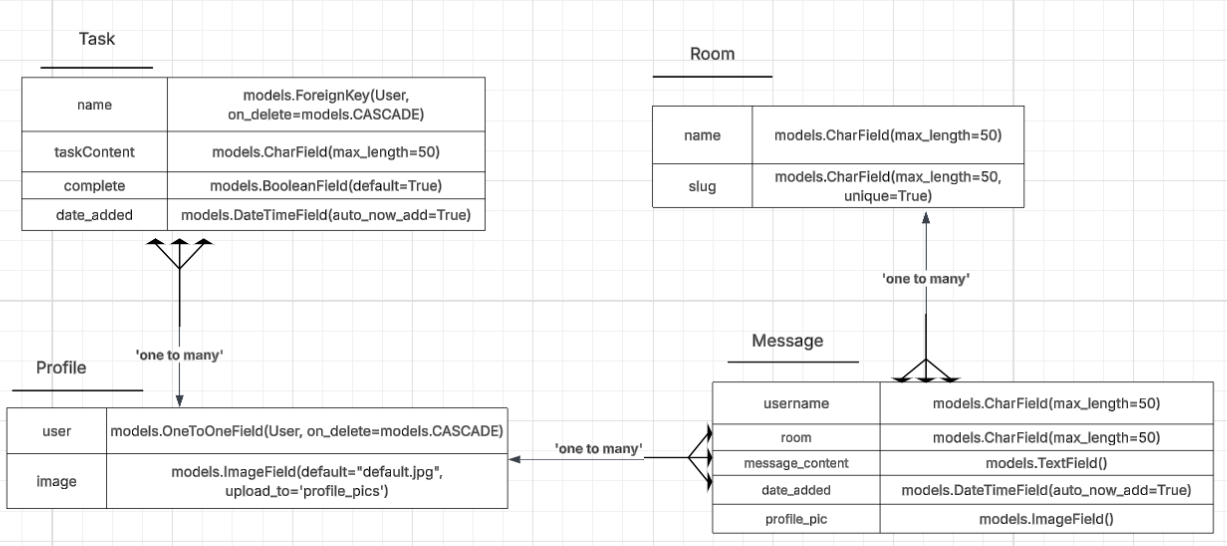 Task
name
models.ForeignKey(User,
on_delete=models.CASCADE)
taskContent
models.CharField(max_length=50)
complete
models.BooleanField(default=True)
date_added
models.DateTimeField(auto_now_add=True)
Room
name
models.CharField(max_length=50)
slug
models.CharField(max_length=50,
unique=True)
'one to many'
'one to many'
Profile
user
models.OneToOneField(User, on_delete=models.CASCADE)
image
models.ImageField(default="default.jpg",
upload_to='profile_pics')
'one to many'
Message
username
models.CharField(max_length=50)
room
models.CharField(max_length=50)
message_content
models.TextField()
date_added
models.DateTimeField(auto_now_add=True)
profile_pic
models.ImageField()